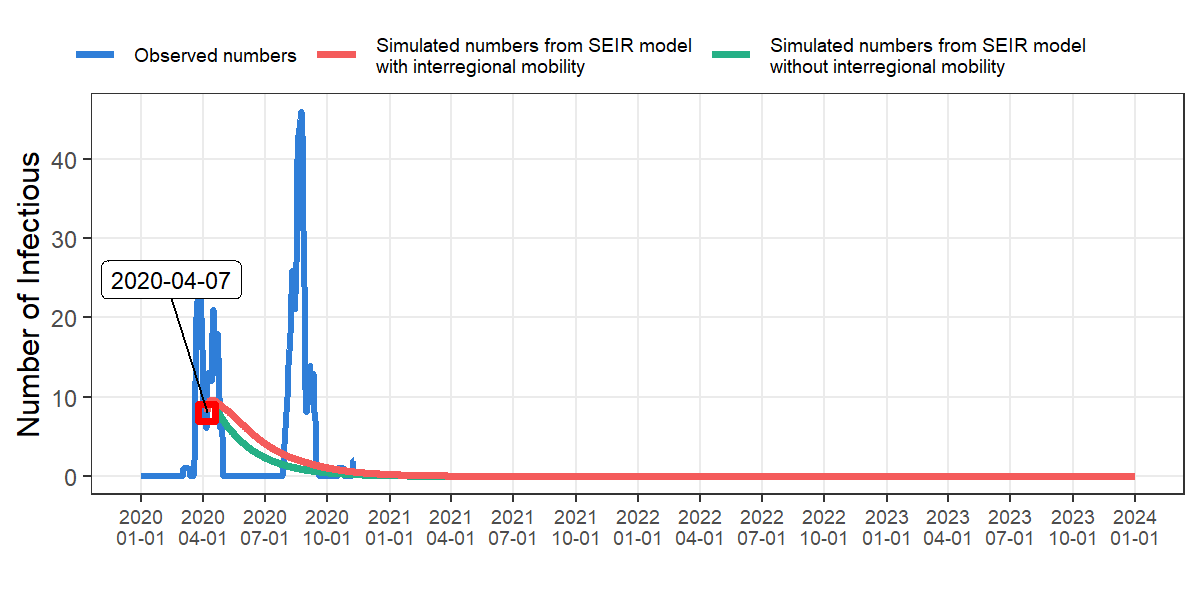 Observed numbers
Simulated numbers from SEIR model
with interregional mobility
Simulated numbers from SEIR model
without interregional mobility
Number of Infectious
40
30
20
10
0
2020-04-07
2020 2020 2020 2020 2021 2021 2021 2021 2022 2022 2022 2022 2023 2023 2023 2023 2024
01-01 04-01 07-01 10-01 01-01 04-01 07-01 10-01 01-01 04-01 07-01 10-01 01-01 04-01 07-01 10-01 01-01